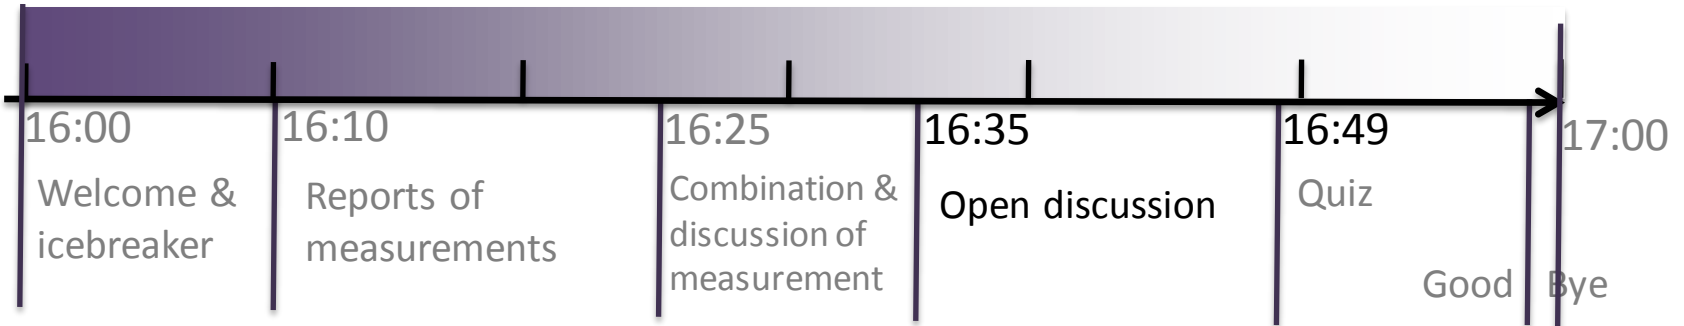 16:00 16:10 16:25 16:35 16:49 17:00
Welcome &
icebreaker
Reports of
measurements
Combination &
discussion of
measurement
Open discussion
Quiz
Good Bye